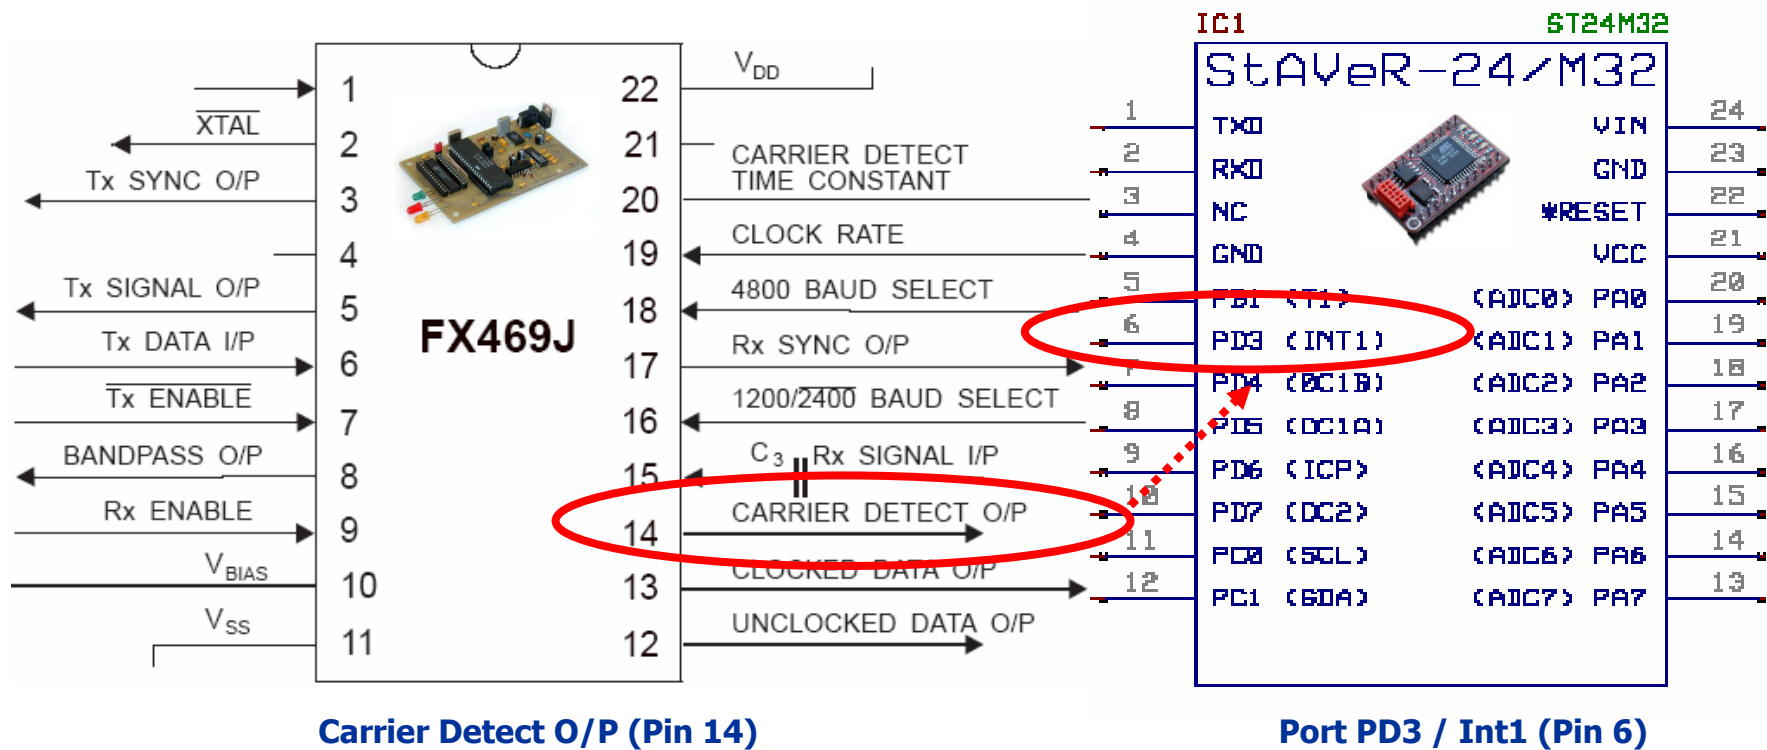 IC1
ST24M32
StAVeR-24/M32
1
XTAL
2
Tx SYNC O/P
3
4
Tx SIGNAL O/P
5
Tx DATA I/P
6
Tx ENABLE
7
BANDPASS O/P
8
Rx ENABLE
9
VBIAS
10
VSS
11
FX469J
VDD
22
21
CARRIER DETECT
TIME CONSTANT
20
CLOCK RATE
19
4800 BAUD SELECT
18
Rx SYNC O/P
17
1200/2400 BAUD SELECT
16
C3
Rx SIGNAL I/P
15
CARRIER DETECT O/P
14
CLOCKED DATA O/P
13
UNCLOCKED DATA O/P
12
1 TXD
VIN 24
2 RXD
GND 23
3 NC
*RESET 22
4 GND
VCC 21
5 PB1 (T1)
(ADC0) PA0 20
6 PD3 (INT1)
(ADC1) PA1 19
7 PD4 (OC1B)
(ADC2) PA2 18
8 PD5 (OC1A)
(ADC3) PA3 17
9 PD6 (ICP)
(ADC4) PA4 16
10 PD7 (OC2)
(ADC5) PA5 15
11 PC0 (SCL)
(ADC6) PA6 14
12 PC1 (SDA)
(ADC7) PA7 13
Carrier Detect O/P (Pin 14)
Port PD3 / Int1 (Pin 6)